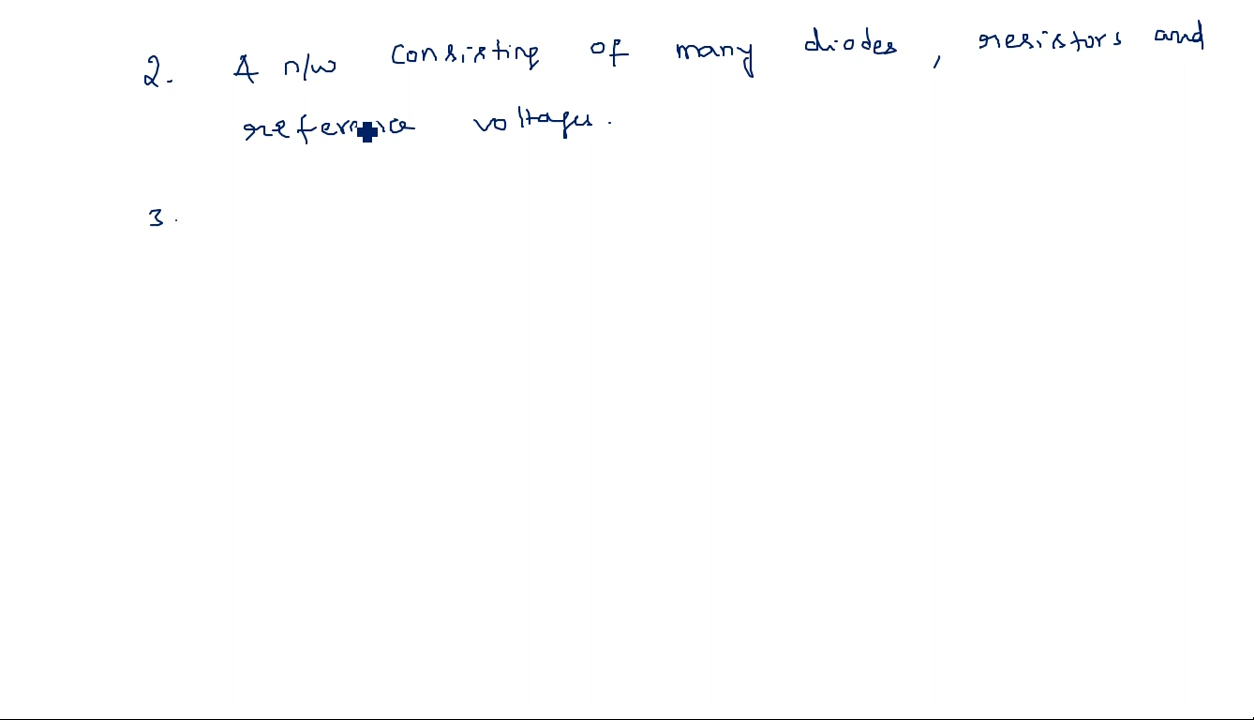 2. A n/w consisting of many diodes, resistors and
reference voltages.
3.